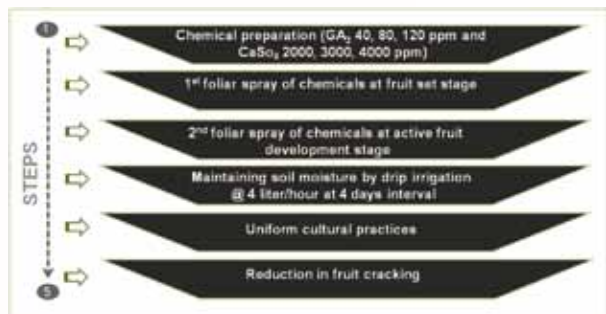 1
Chemical preparation (GA₃ 40, 80, 120 ppm and
CaSo₄ 2000, 3000, 4000 ppm)
1st foliar spray of chemicals at fruit set stage
2nd foliar spray of chemicals at active fruit
development stage
Maintaining soil moisture by drip irrigation
@ 4 liter/hour at 4 days interval
Uniform cultural practices
Reduction in fruit cracking
STEPS
5